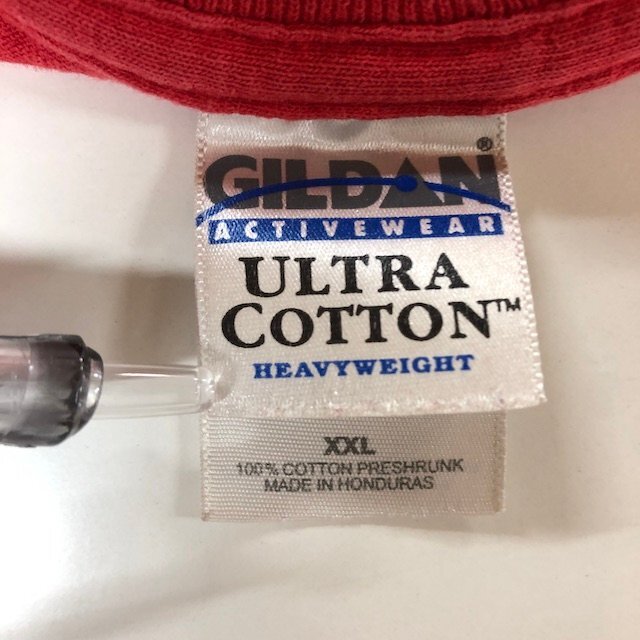 GILDAN®
ACTIVEWEAR
ULTRA
COTTON™
HEAVYWEIGHT
XXL
100% COTTON PRESHRUNK
MADE IN HONDURAS